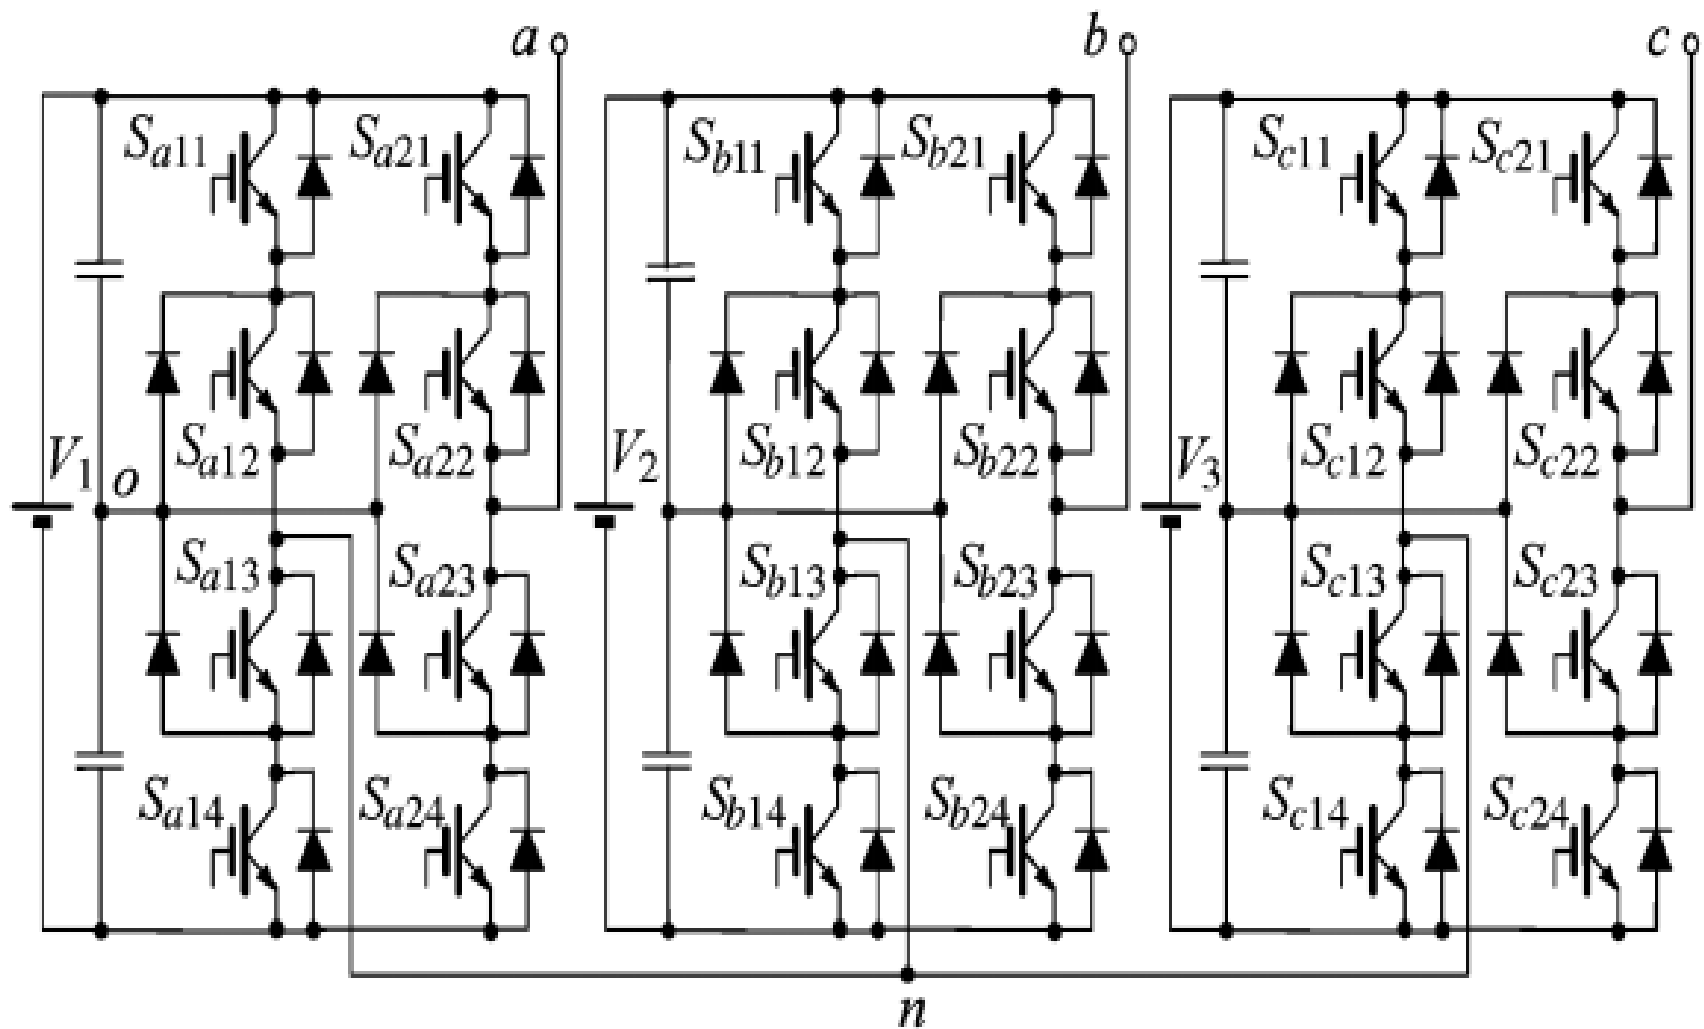 a b c
Sa11 Sa21 Sb11 Sb21 Sc11 Sc21
V1 o Sa12 Sa22 V2 Sb12 Sb22 V3 Sc12 Sc22
Sa13 Sa23 Sb13 Sb23 Sc13 Sc23
Sa14 Sa24 Sb14 Sb24 Sc14 Sc24
n